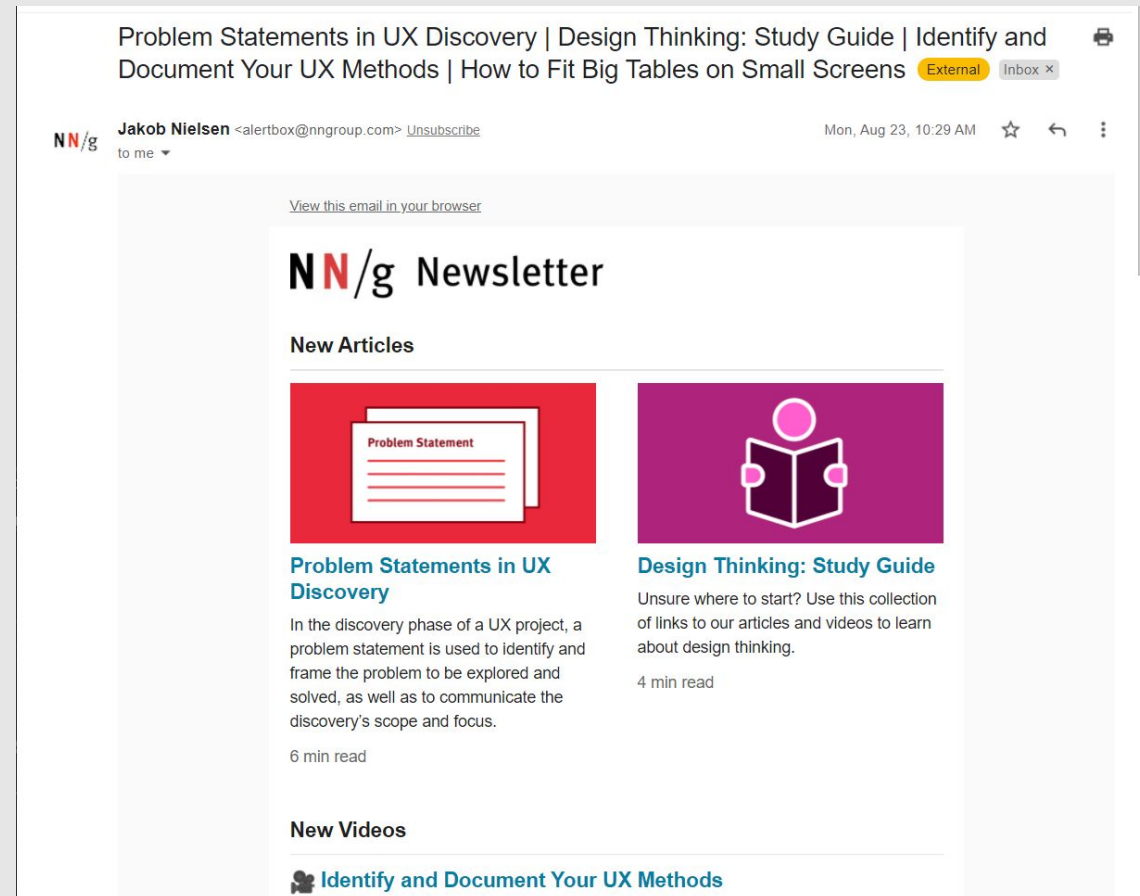 Problem Statements in UX Discovery | Design Thinking: Study Guide | Identify and
Document Your UX Methods | How to Fit Big Tables on Small Screens External Inbox ×
NN/g
Jakob Nielsen <alertbox@nngroup.com> Unsubscribe
Mon, Aug 23, 10:29 AM
to me
View this email in your browser
NN/g Newsletter
New Articles
Problem Statement
Problem Statements in UX
Discovery
In the discovery phase of a UX project, a
problem statement is used to identify and
frame the problem to be explored and
solved, as well as to communicate the
discovery’s scope and focus.
6 min read
Design Thinking: Study Guide
Unsure where to start? Use this collection
of links to our articles and videos to learn
about design thinking.
4 min read
New Videos
Identify and Document Your UX Methods